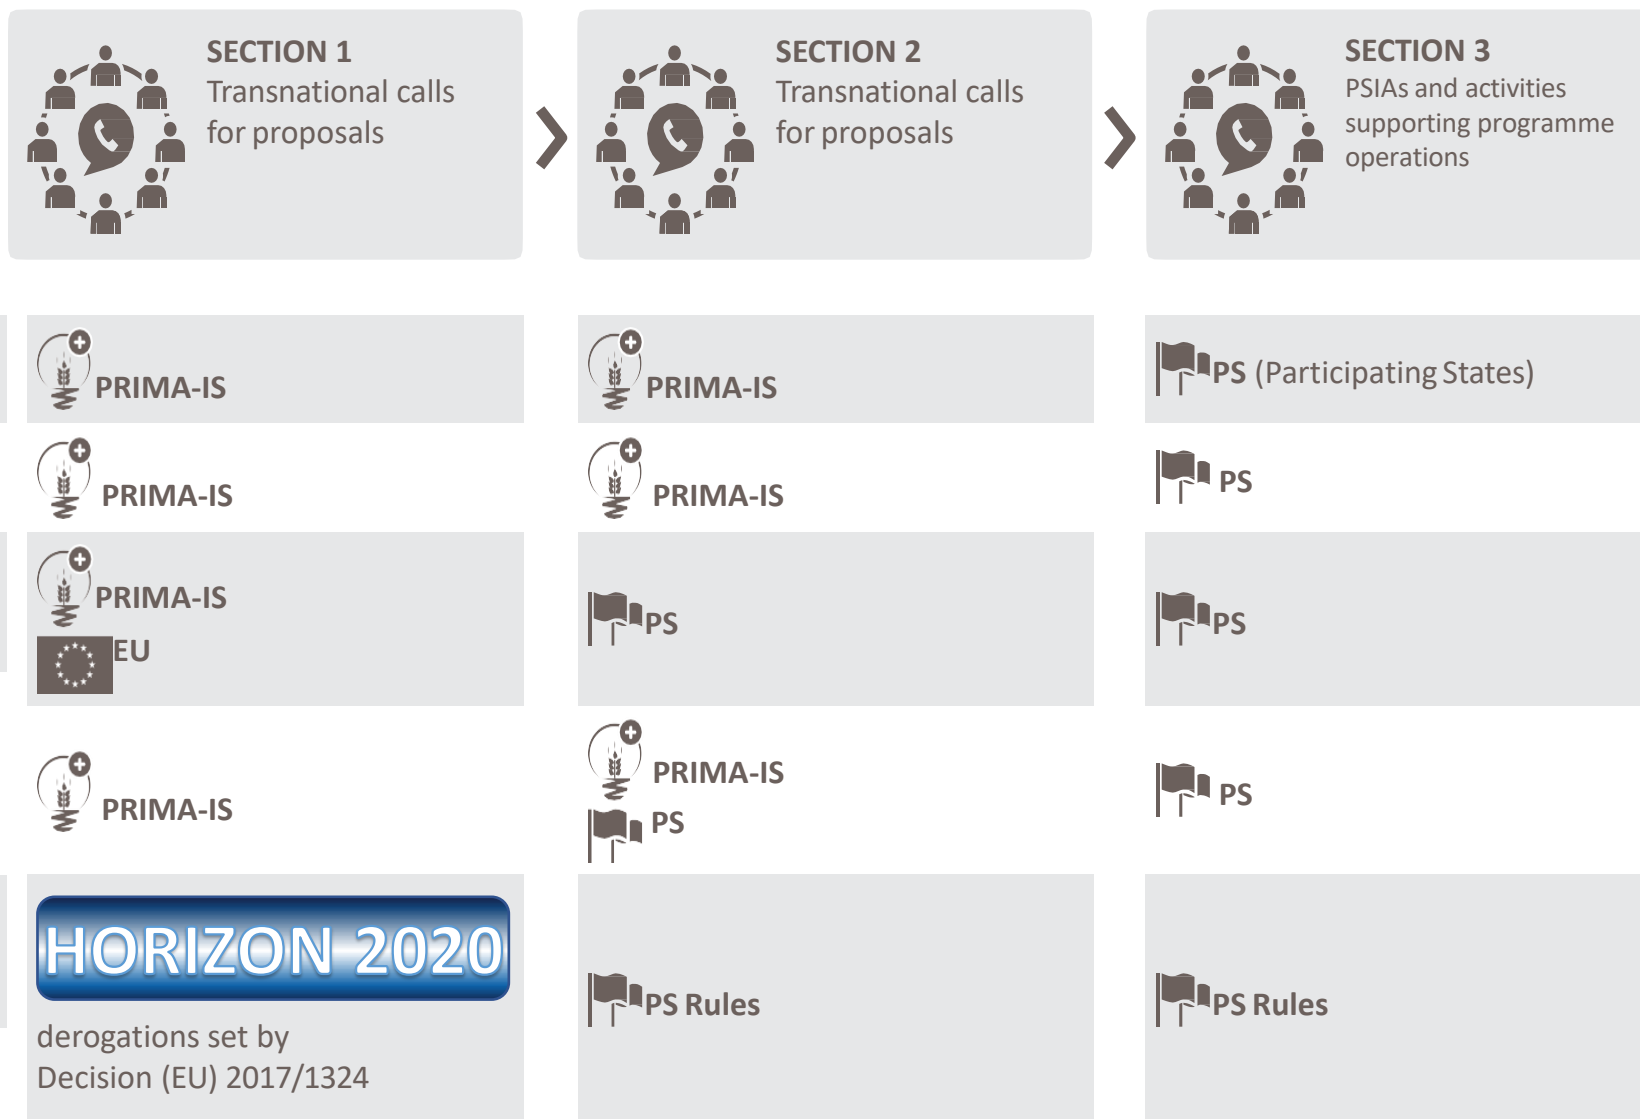 SECTION 1
Transnational calls
for proposals
SECTION 2
Transnational calls
for proposals
SECTION 3
PSIAs and activities
supporting programme
operations
PRIMA-IS
PRIMA-IS
PS (Participating States)
PRIMA-IS
PRIMA-IS
PS
PRIMA-IS
EU
PS
PS
PRIMA-IS
PRIMA-IS
PS
PS
HORIZON 2020
derogations set by
Decision (EU) 2017/1324
PS Rules
PS Rules